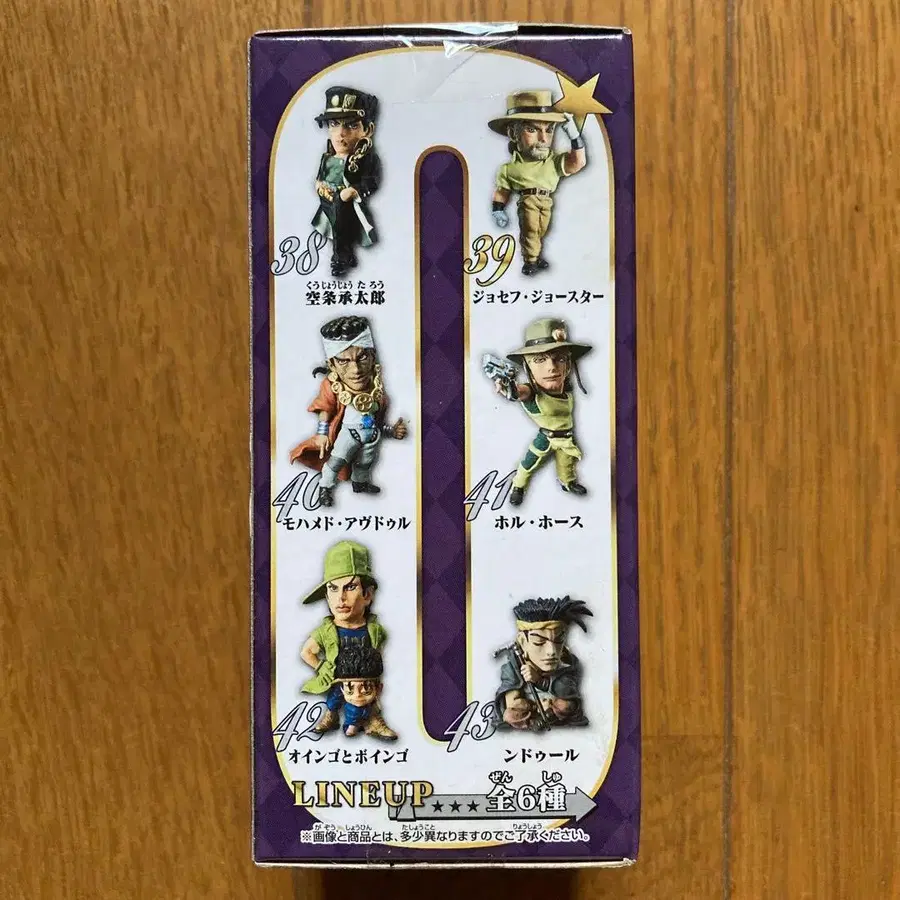 38
くうじょうじょうたろう
空条承太郎
39
ジョセフ・ジョースター
40
モハメド・アヴドゥル
41
ホル・ホース
42
オインゴとボインゴ
43
ンドゥール
LINEUP
ぜん しゅ
全6種
がぞう しょうひん たしょうこと りょうしょう
※画像と商品とは、多少異なりますのでご了承ください。